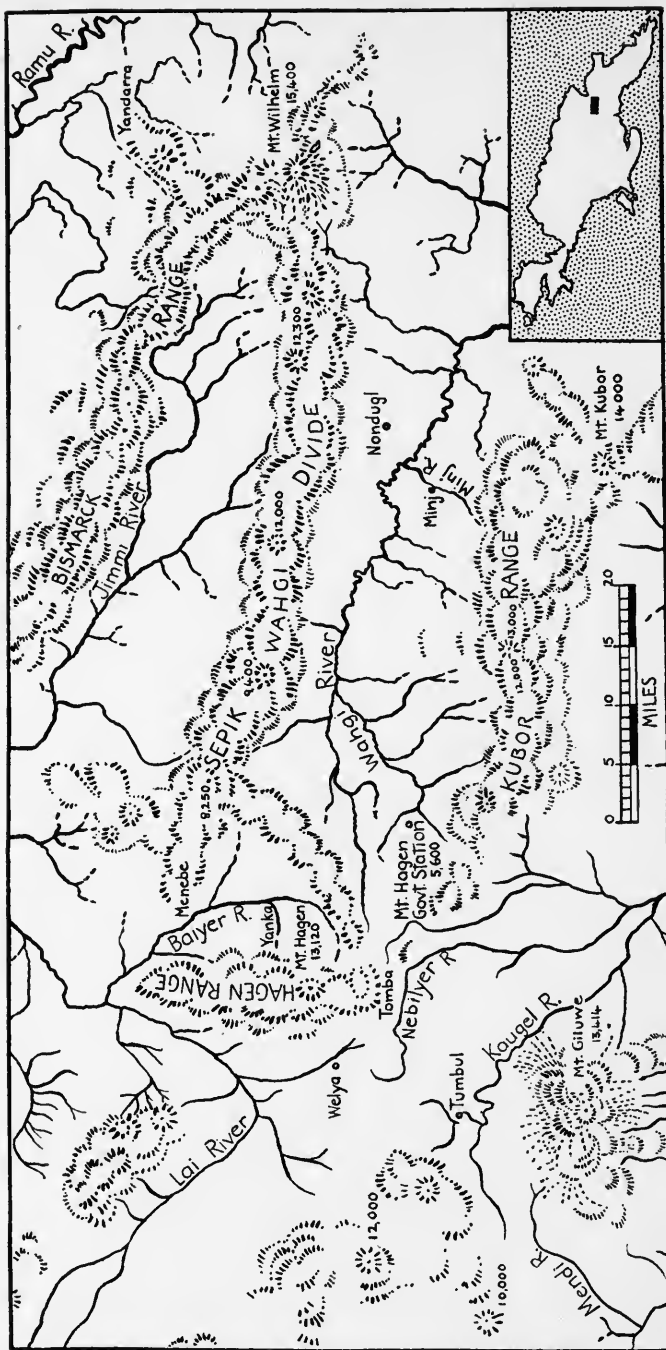 Ramu R.
Yandarra
Mt. Wilhelm
15,400
RANGE
BISMARCK
Jimmi River
12,300
DIVIDE
12,000
WAHGI
9,400
SEPIK
8,250
Menebe
Nondugl
Minj R.
Minj
River
Wahgi
Mt. Kubor
14,000
RANGE
13,000
12,000
KUBOR
0 5 10 15 20
MILES
Mt. Hagen
Govt. Station
5,600
Baiyer R.
Yanka
Mt. Hagen
13,120
HAGEN RANGE
Tomba
Nebilyer R
Kaugel R.
Mt. Giluwe
13,414
Tumbul
Welya
Lai River
12,000
10,000
Mendi R.